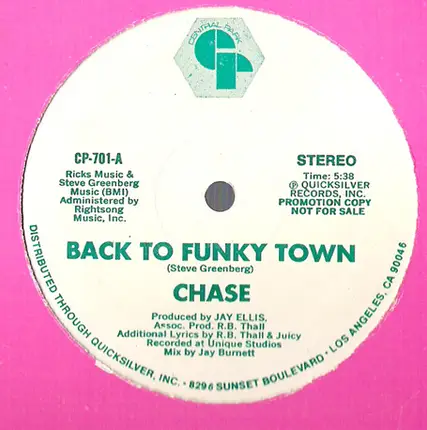 CENTRAL PARK
CP-701-A
Ricks Music &
Steve Greenberg
Music (BMI)
Administered by
Rightsong
Music, Inc.
STEREO
Time: 5:38
Ⓟ QUICKSILVER
RECORDS, INC.
PROMOTION COPY
NOT FOR SALE
BACK TO FUNKY TOWN
(Steve Greenberg)
CHASE
Produced by JAY ELLIS,
Assoc. Prod. R.B. Thall
Additional Lyrics by R.B. Thall & Juicy
Recorded at Unique Studios
Mix by Jay Burnett
DISTRIBUTED THROUGH QUICKSILVER, INC. • 8296 SUNSET BOULEVARD • LOS ANGELES, CA 90046